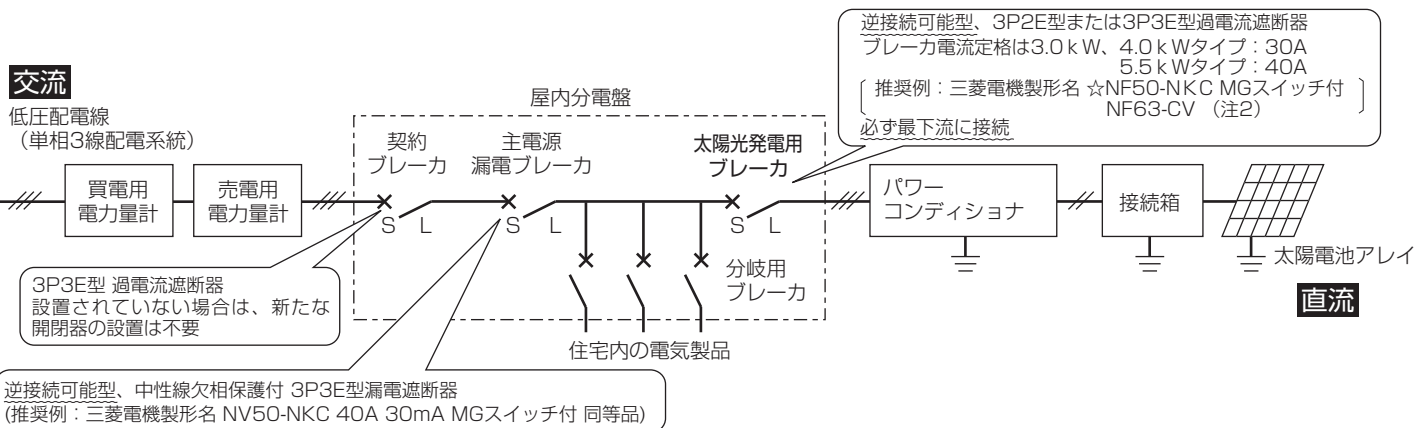 逆接続可能型、3P2E型または3P3E型過電流遮断器
ブレーカ電流定格は3.0kW、4.0kWタイプ：30A
5.5kWタイプ：40A
推奨例：三菱電機製形名 ☆NF50-NKC MGスイッチ付
NF63-CV （注2）
必ず最下流に接続
交流
低圧配電線
（単相3線配電系統）
屋内分電盤
契約
ブレーカ
主電源
漏電ブレーカ
太陽光発電用
ブレーカ
買電用
電力量計
売電用
電力量計
S L
S L
S L
パワー
コンディショナ
接続箱
太陽電池アレイ
直流
分岐用
ブレーカ
3P3E型 過電流遮断器
設置されていない場合は、新たな
開閉器の設置は不要
住宅内の電気製品
逆接続可能型、中性線欠相保護付 3P3E型漏電遮断器
(推奨例：三菱電機製形名 NV50-NKC 40A 30mA MGスイッチ付 同等品)